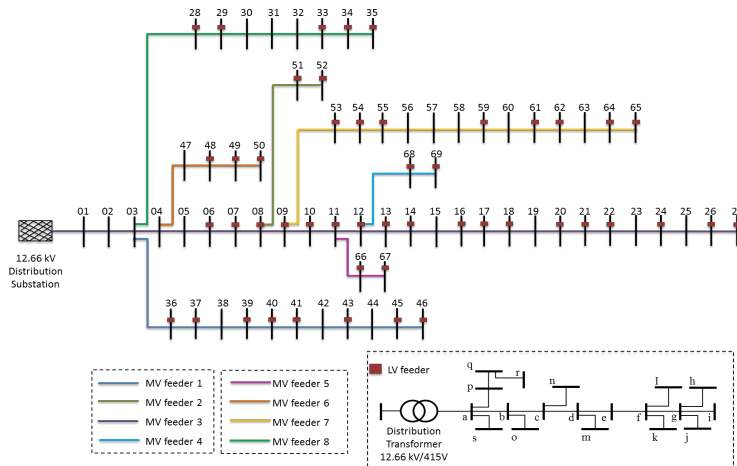 28 29 30 31 32 33 34 35
51 52
53 54 55 56 57 58 59 60 61 62 63 64 65
47 48 49 50
68 69
01 02 03 04 05 06 07 08 09 10 11 12 13 14 15 16 17 18 19 20 21 22 23 24 25 26
12.66 kV
Distribution
Substation
66 67
36 37 38 39 40 41 42 43 44 45 46
MV feeder 1
MV feeder 2
MV feeder 3
MV feeder 4
MV feeder 5
MV feeder 6
MV feeder 7
MV feeder 8
LV feeder
q r
p
n l h
a b c d e f g i
s o m k j
Distribution
Transformer
12.66 kV/415V